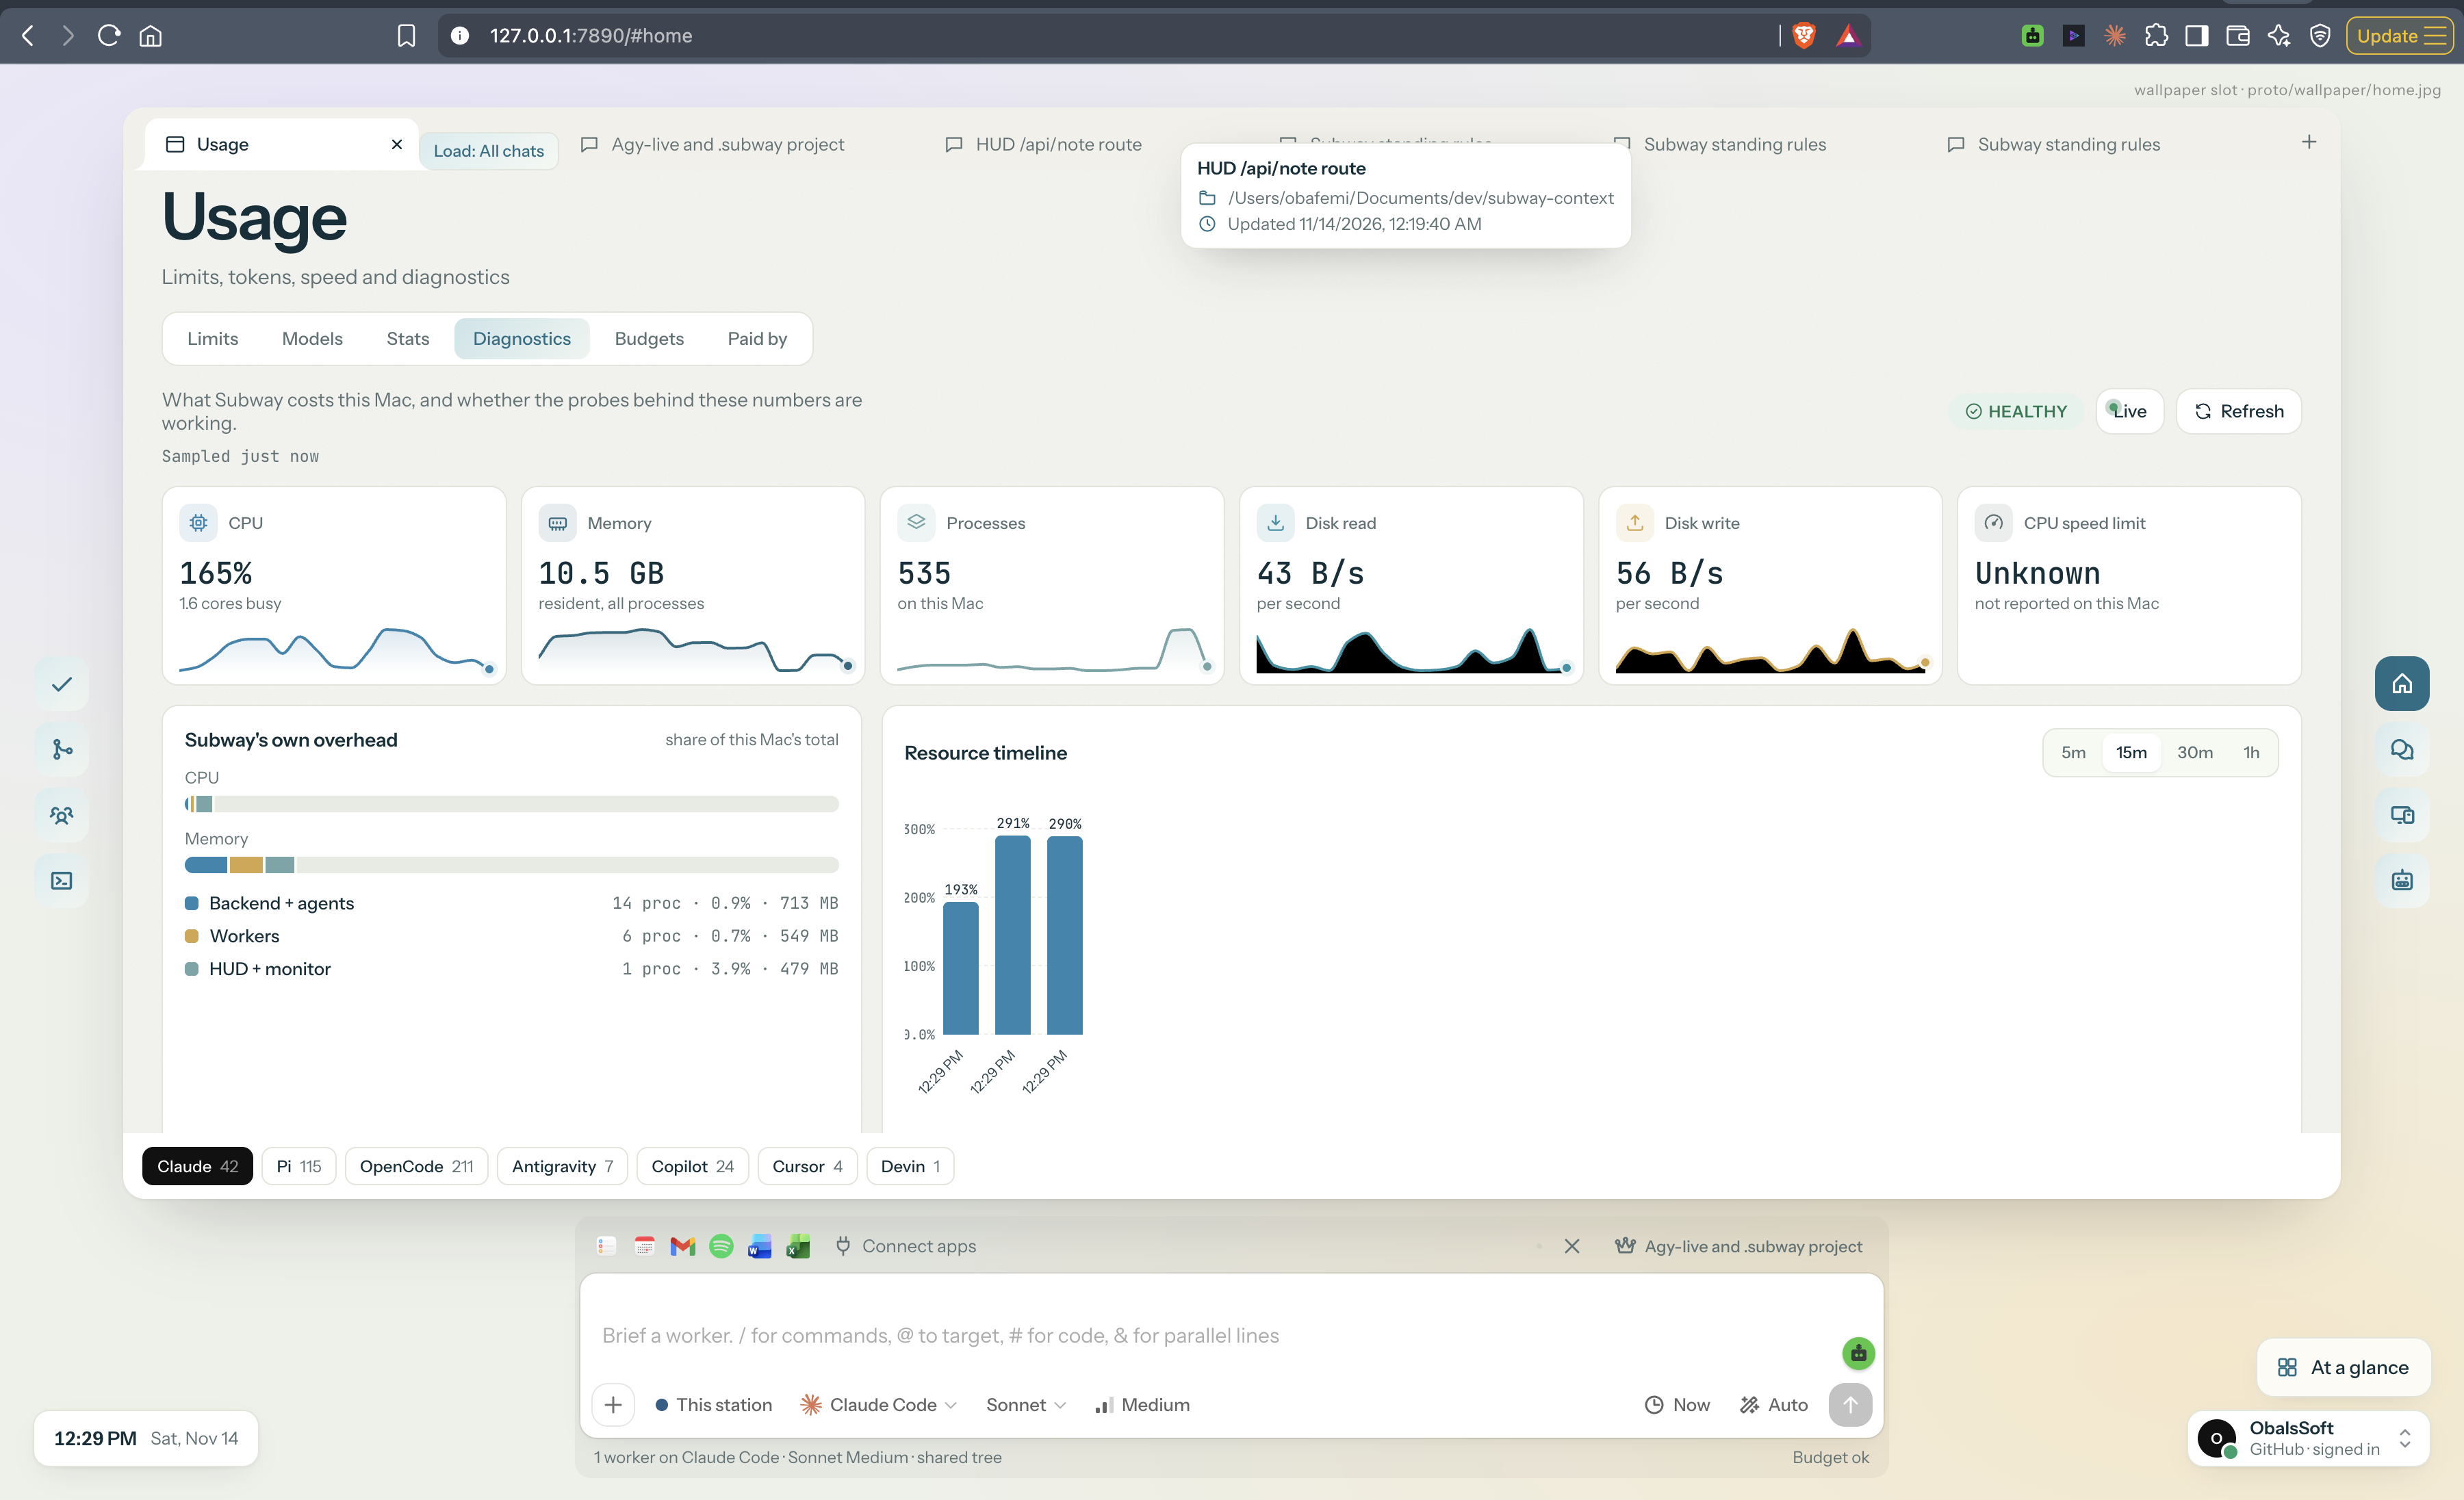 127.0.0.1:7890/#home
Update
wallpaper slot · proto/wallpaper/home.jpg
Usage
Load: All chats
Agy-live and .subway project
HUD /api/note route
Subway standing rules
Subway standing rules
Subway standing rules
HUD /api/note route
/Users/obafemi/Documents/dev/subway-context
Updated 11/14/2026, 12:19:40 AM
Usage
Limits, tokens, speed and diagnostics
Limits
Models
Stats
Diagnostics
Budgets
Paid by
What Subway costs this Mac, and whether the probes behind these numbers are
working.
Sampled just now
HEALTHY
Live
Refresh
CPU
165%
1.6 cores busy
Memory
10.5 GB
resident, all processes
Processes
535
on this Mac
Disk read
43 B/s
per second
Disk write
56 B/s
per second
CPU speed limit
Unknown
not reported on this Mac
Subway's own overhead
share of this Mac's total
CPU
Memory
Backend + agents
14 proc · 0.9% · 713 MB
Workers
6 proc · 0.7% · 549 MB
HUD + monitor
1 proc · 3.9% · 479 MB
Resource timeline
5m
15m
30m
1h
300%
200%
100%
0.0%
193%
291%
290%
12:29 PM
12:29 PM
12:29 PM
Claude 42
Pi 115
OpenCode 211
Antigravity 7
Copilot 24
Cursor 4
Devin 1
Connect apps
Agy-live and .subway project
Brief a worker. / for commands, @ to target, # for code, & for parallel lines
This station
Claude Code
Sonnet
Medium
Now
Auto
1 worker on Claude Code · Sonnet Medium · shared tree
Budget ok
12:29 PM
Sat, Nov 14
At a glance
O
ObalsSoft
GitHub · signed in